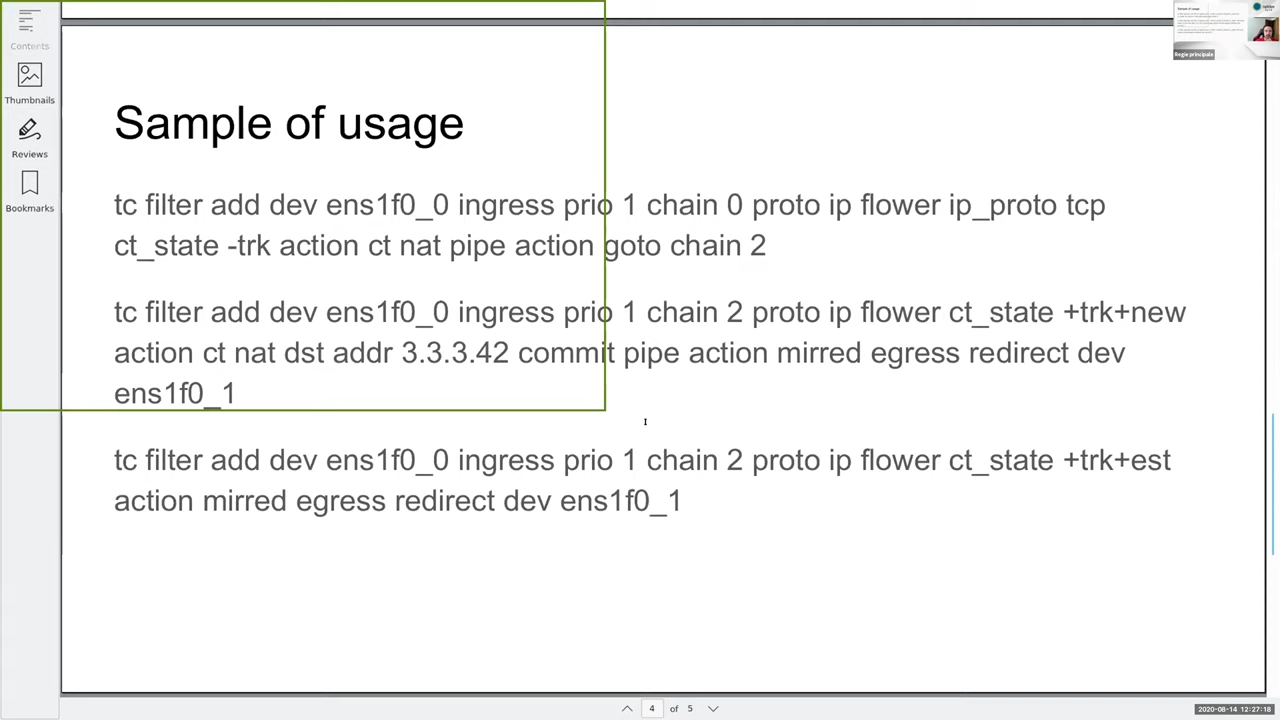 Contents
Thumbnails
Reviews
Bookmarks
Sample of usage
tc filter add dev ens1f0_0 ingress prio 1 chain 0 proto ip flower ip_proto tcp
ct_state -trk action ct nat pipe action goto chain 2
tc filter add dev ens1f0_0 ingress prio 1 chain 2 proto ip flower ct_state +trk+new
action ct nat dst addr 3.3.3.42 commit pipe action mirred egress redirect dev
ens1f0_1
tc filter add dev ens1f0_0 ingress prio 1 chain 2 proto ip flower ct_state +trk+est
action mirred egress redirect dev ens1f0_1
Sample of usage
Regie principale
4 of 5
2020-08-14 12:27:18